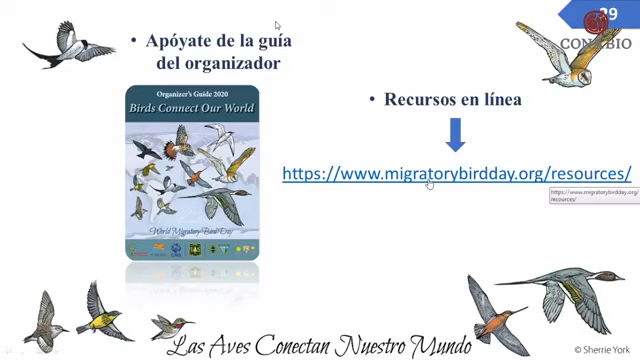 29
CONABIO
• Apóyate de la guía
del organizador
Organizer's Guide 2020
Birds Connect Our World
World Migratory Bird Day
• Recursos en línea
https://www.migratorybirdday.org/resources/
https://www.migratorybirdday.org/
resources/
Las Aves Conectan Nuestro Mundo
© Sherrie York